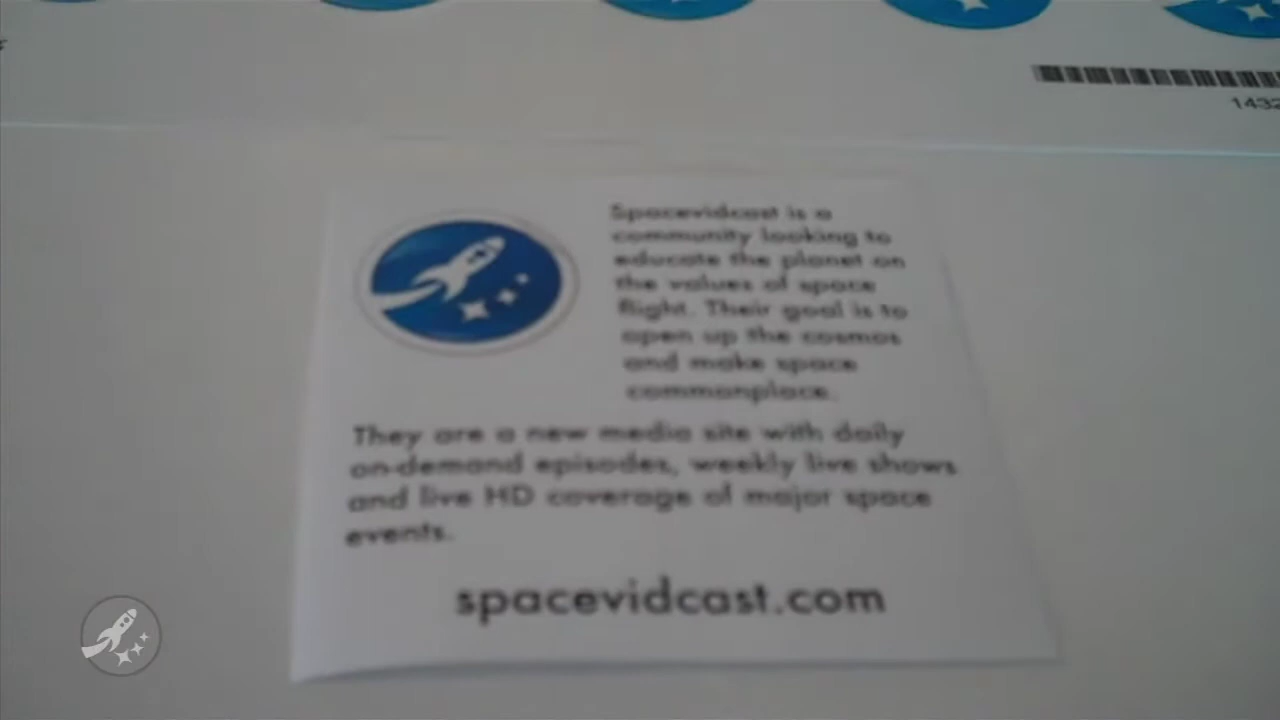 1432
Spacevidcast is a
community looking to
educate the planet on
the values of space
flight. Their goal is to
open up the cosmos
and make space
commonplace.
They are a new media site with daily
on-demand episodes, weekly live shows
and live HD coverage of major space
events.
spacevidcast.com